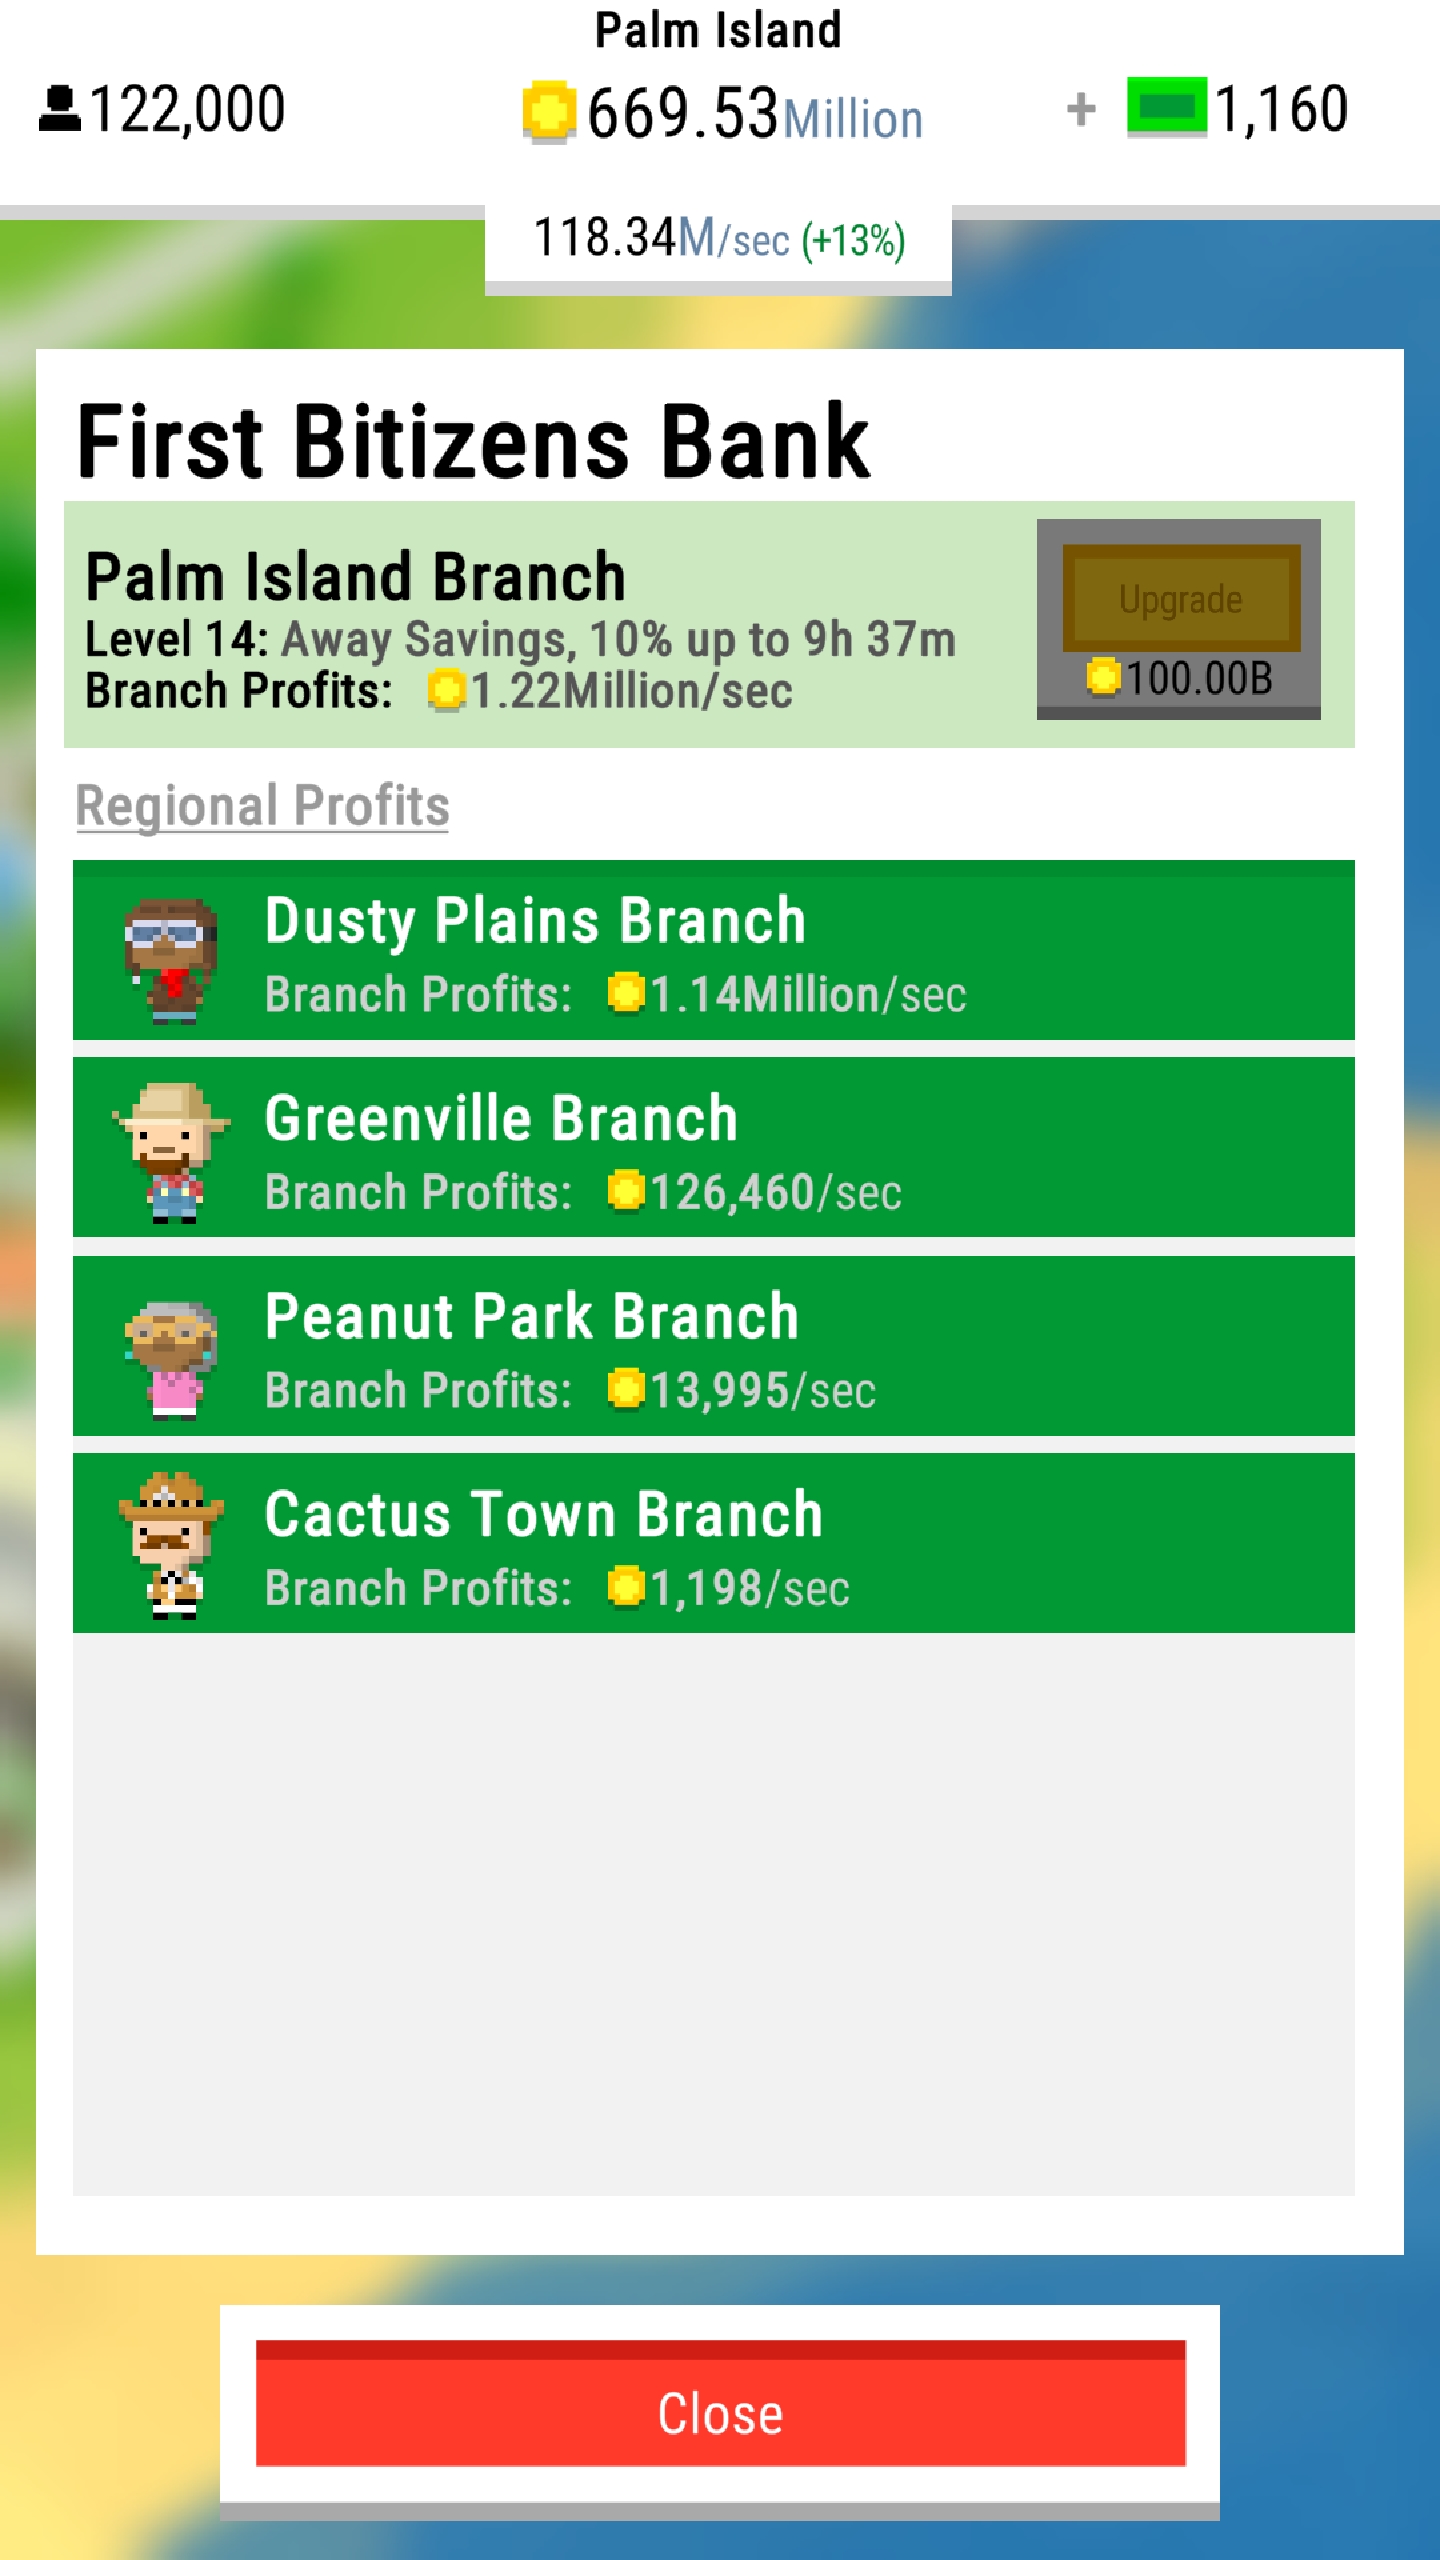 Palm Island
122,000
669.53Million
+ 1,160
118.34M/sec (+13%)
First Bitizens Bank
Palm Island Branch
Level 14: Away Savings, 10% up to 9h 37m
Branch Profits: 1.22Million/sec
Upgrade
100.00B
Regional Profits
Dusty Plains Branch
Branch Profits: 1.14Million/sec
Greenville Branch
Branch Profits: 126,460/sec
Peanut Park Branch
Branch Profits: 13,995/sec
Cactus Town Branch
Branch Profits: 1,198/sec
Close